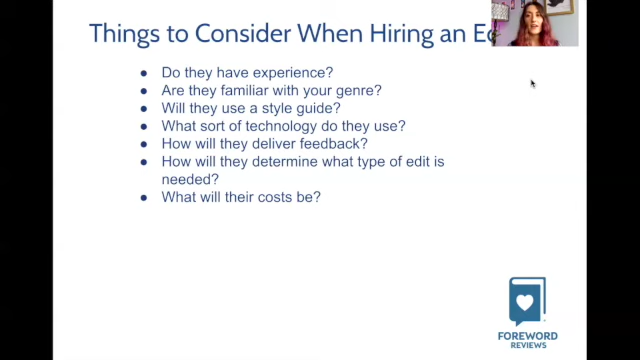 Things to Consider When Hiring an Ed
● Do they have experience?
● Are they familiar with your genre?
● Will they use a style guide?
● What sort of technology do they use?
● How will they deliver feedback?
● How will they determine what type of edit is
needed?
● What will their costs be?
FOREWORD
REVIEWS